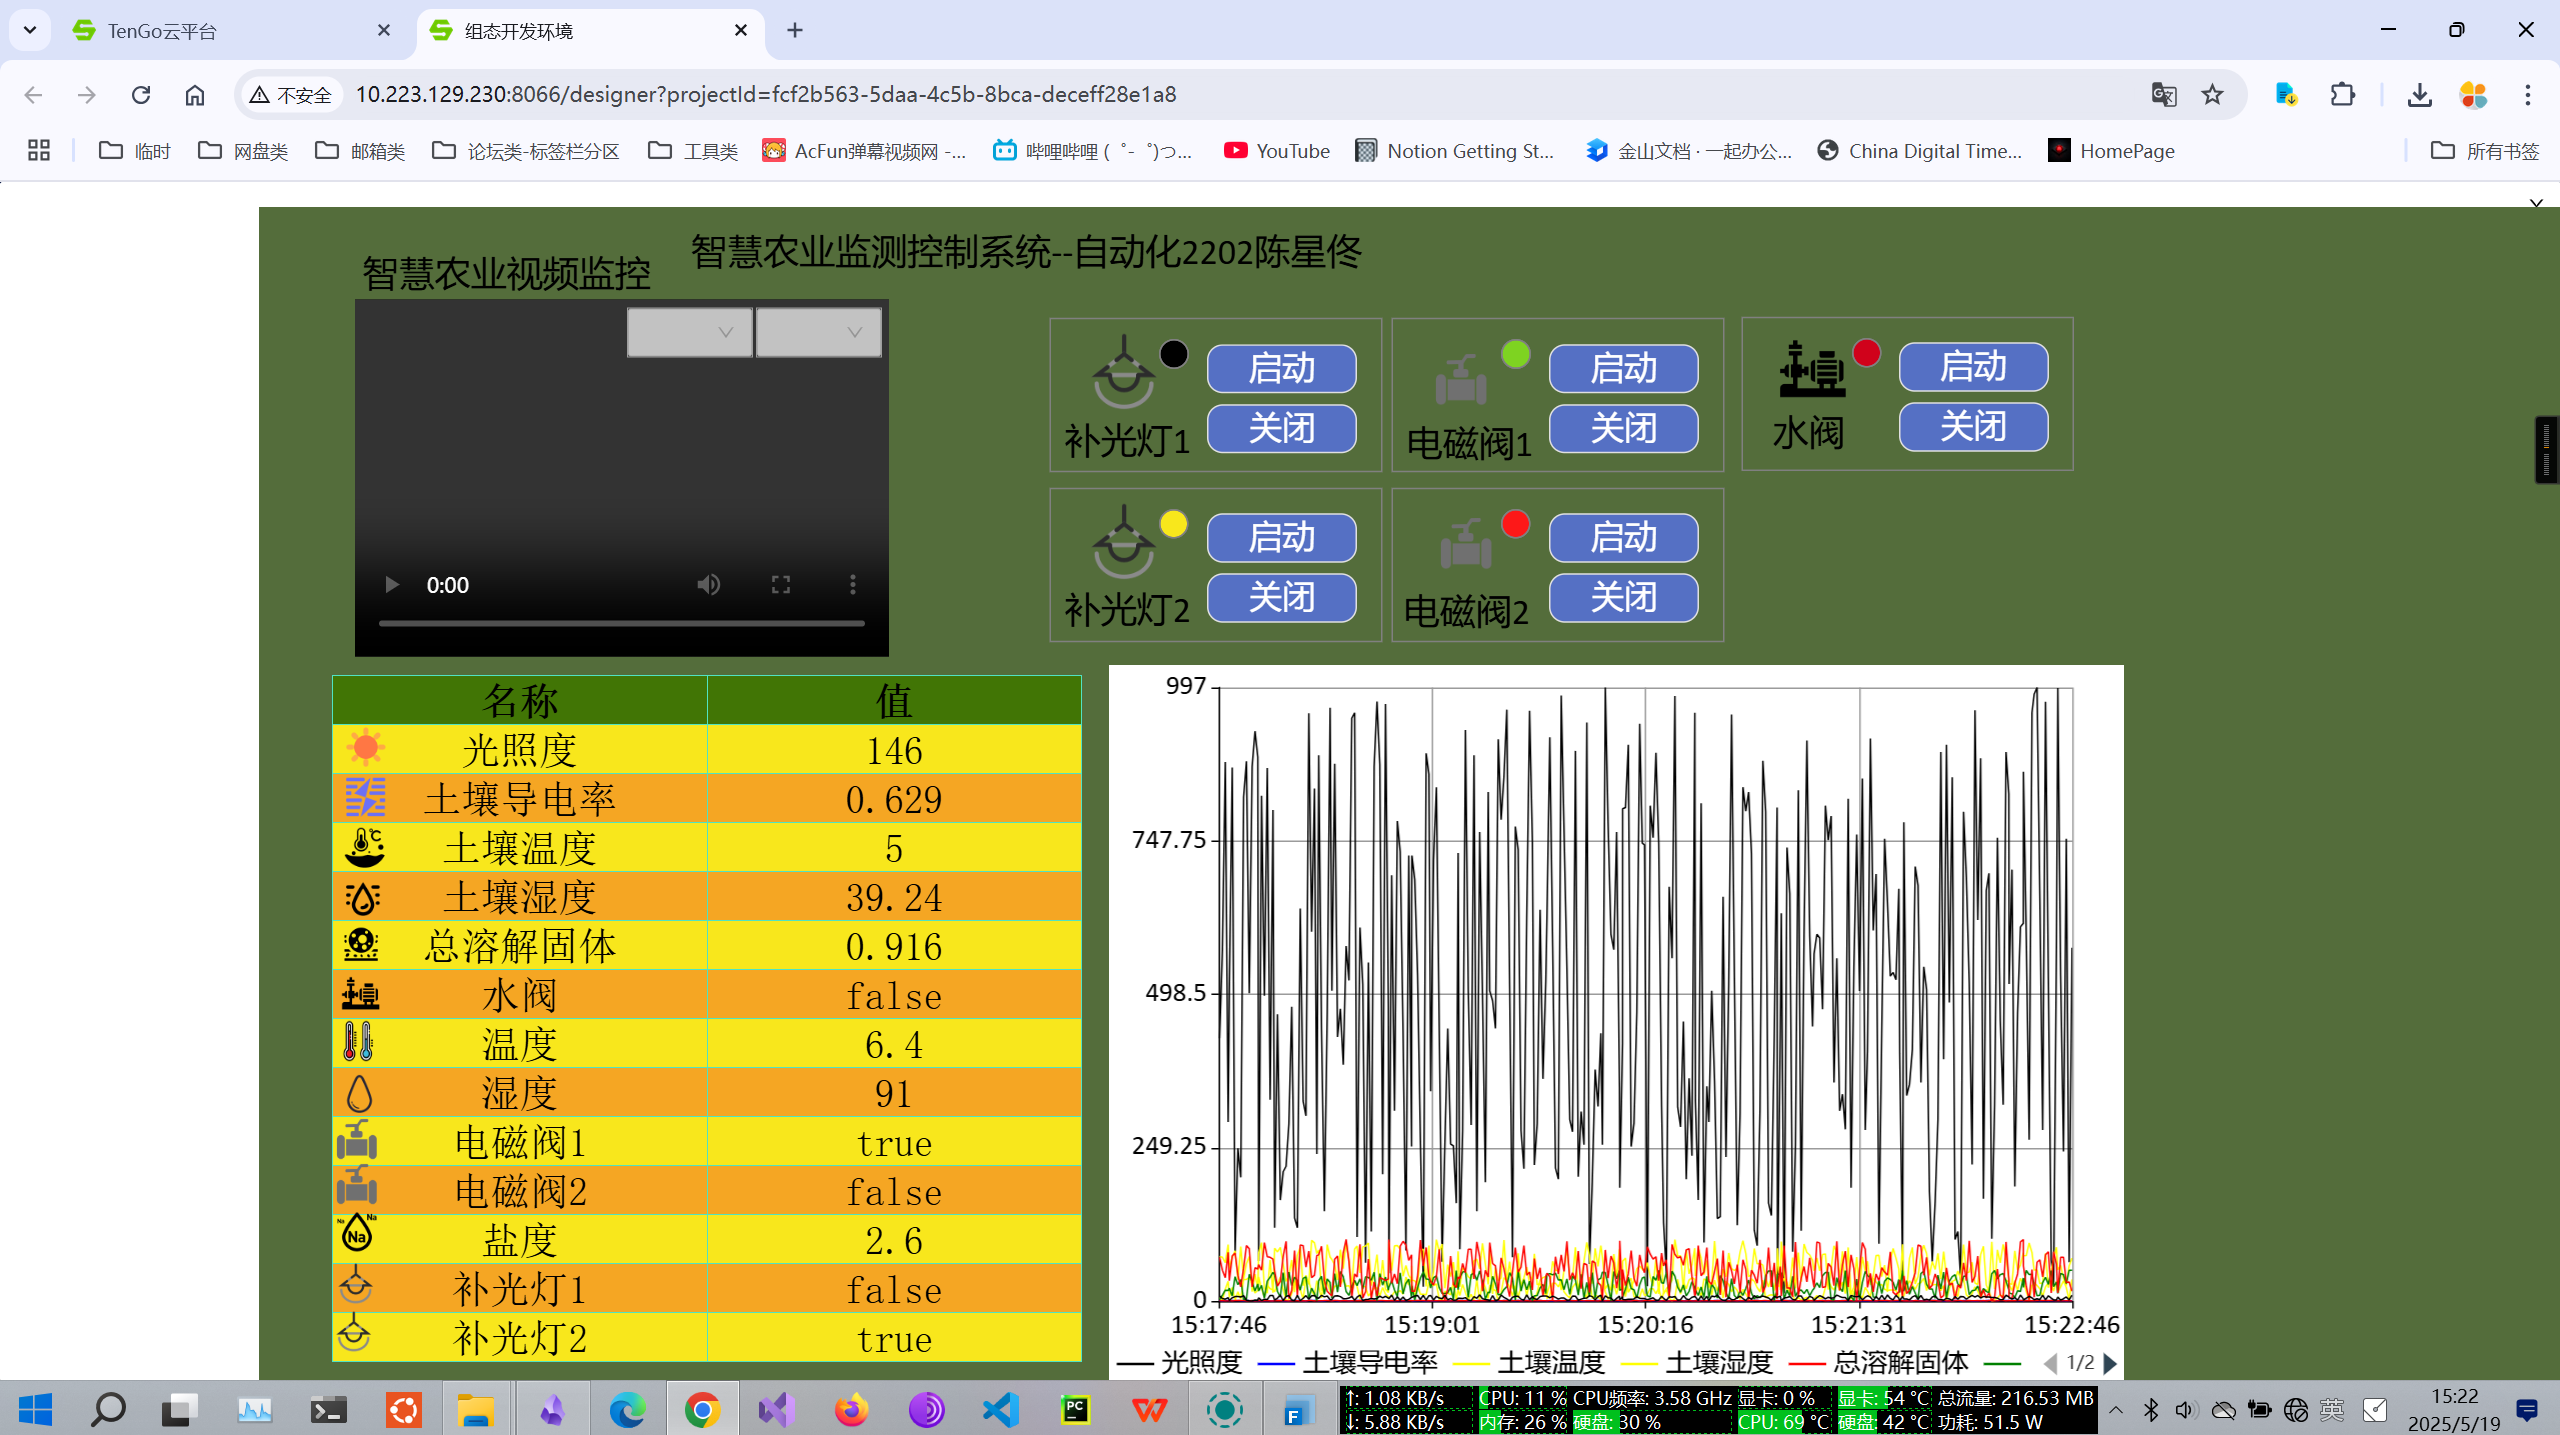 TenGo云平台
组态开发环境
不安全
10.223.129.230:8066/designer?projectId=fcf2b563-5daa-4c5b-8bca-deceff28e1a8
临时
网盘类
邮箱类
论坛类-标签栏分区
工具类
AcFun弹幕视频网 -...
哔哩哔哩 ( ゜- ゜)つ...
YouTube
Notion Getting St...
金山文档 · 一起办公...
China Digital Time...
HomePage
所有书签
智慧农业监测控制系统--自动化2202陈星佟
智慧农业视频监控
0:00
补光灯1
启动
关闭
电磁阀1
启动
关闭
水阀
启动
关闭
补光灯2
启动
关闭
电磁阀2
启动
关闭
名称 值
光照度 146
土壤导电率 0.629
土壤温度 5
土壤湿度 39.24
总溶解固体 0.916
水阀 false
温度 6.4
湿度 91
电磁阀1 true
电磁阀2 false
盐度 2.6
补光灯1 false
补光灯2 true
997
747.75
498.5
249.25
0
15:17:46 15:19:01 15:20:16 15:21:31 15:22:46
光照度 土壤导电率 土壤温度 土壤湿度 总溶解固体 1/2
↑: 1.08 KB/s CPU: 11 % CPU频率: 3.58 GHz 显卡: 0 % 显卡: 54 °C 总流量: 216.53 MB
↓: 5.88 KB/s 内存: 26 % 硬盘: 30 % CPU: 69 °C 硬盘: 42 °C 功耗: 51.5 W
英
15:22
2025/5/19